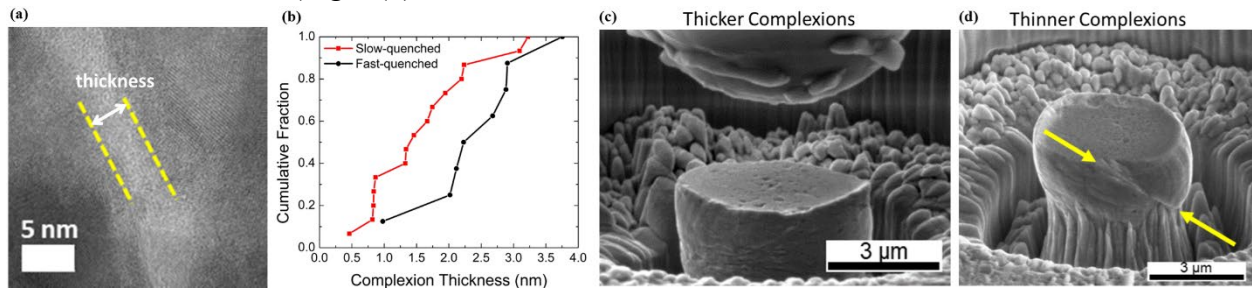 (a)
thickness
5 nm
(b)
1.0
0.8
0.6
0.4
0.2
0.0
Slow-quenched
Fast-quenched
Cumulative Fraction
0.0 0.5 1.0 1.5 2.0 2.5 3.0 3.5 4.0
Complexion Thickness (nm)
(c)
Thicker Complexions
3 µm
(d)
Thinner Complexions
3 µm